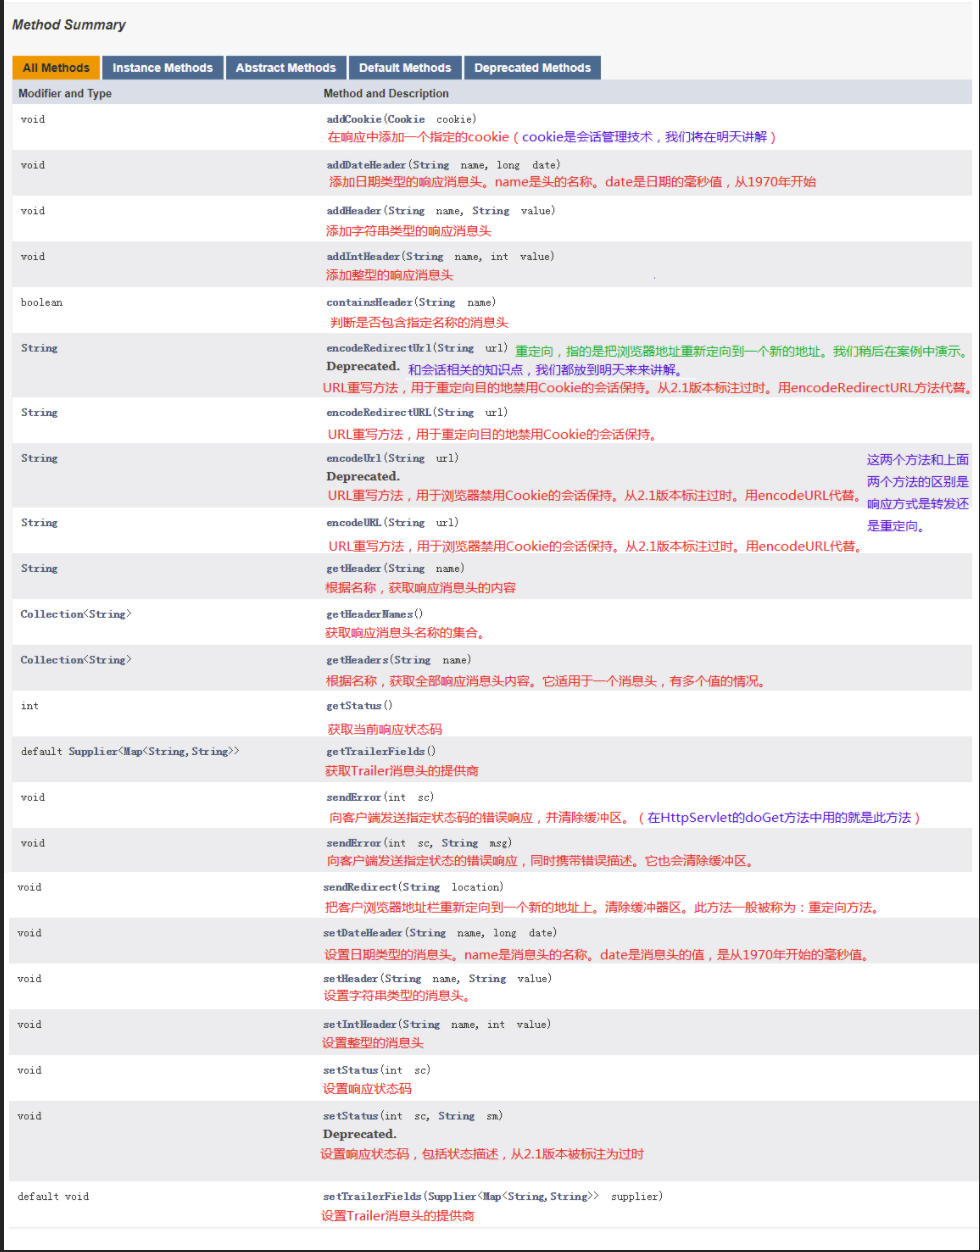 Method Summary
All Methods Instance Methods Abstract Methods Default Methods Deprecated Methods
Modifier and Type Method and Description
void addCookie(Cookie cookie)
在响应中添加一个指定的cookie（cookie是会话管理技术，我们将在明天讲解）
void addDateHeader(String name, long date)
添加日期类型的响应消息头。name是头的名称。date是日期的毫秒值，从1970年开始
void addHeader(String name, String value)
添加字符串类型的响应消息头
void addIntHeader(String name, int value)
添加整型的响应消息头
boolean containsHeader(String name)
判断是否包含指定名称的消息头
String encodeRedirectUrl(String url) 重定向，指的是把浏览器地址重新定向到一个新的地址。我们稍后在案例中演示。
Deprecated. 和会话相关的知识点，我们都放到明天来来讲解。
URL重写方法，用于重定向目的地禁用Cookie的会话保持。从2.1版本标注过时。用encodeRedirectURL方法代替。
String encodeRedirectURL(String url)
URL重写方法，用于重定向目的地禁用Cookie的会话保持。
String encodeUrl(String url)
Deprecated.
URL重写方法，用于浏览器禁用Cookie的会话保持。从2.1版本标注过时。用encodeURL代替。
这两个方法和上面
两个方法的区别是
响应方式是转发还
是重定向。
String encodeURL(String url)
URL重写方法，用于浏览器禁用Cookie的会话保持。从2.1版本标注过时。用encodeURL代替。
String getHeader(String name)
根据名称，获取响应消息头的内容
Collection<String> getHeaderNames()
获取响应消息头名称的集合。
Collection<String> getHeaders(String name)
根据名称，获取全部响应消息头内容。它适用于一个消息头，有多个值的情况。
int getStatus()
获取当前响应状态码
default Supplier<Map<String,String>> getTrailerFields()
获取Trailer消息头的提供商
void sendError(int sc)
向客户端发送指定状态码的错误响应，并清除缓冲区。（在HttpServlet的doGet方法中用的就是此方法）
void sendError(int sc, String msg)
向客户端发送指定状态的错误响应，同时携带错误描述。它也会清除缓冲区。
void sendRedirect(String location)
把客户浏览器地址栏重新定向到一个新的地址上。清除缓冲器区。此方法一般被称为：重定向方法。
void setDateHeader(String name, long date)
设置日期类型的消息头。name是消息头的名称。date是消息头的值，是从1970年开始的毫秒值。
void setHeader(String name, String value)
设置字符串类型的消息头。
void setIntHeader(String name, int value)
设置整型的消息头
void setStatus(int sc)
设置响应状态码
void setStatus(int sc, String sm)
Deprecated.
设置响应状态码，包括状态描述，从2.1版本被标注为过时
default void setTrailerFields(Supplier<Map<String,String>> supplier)
设置Trailer消息头的提供商